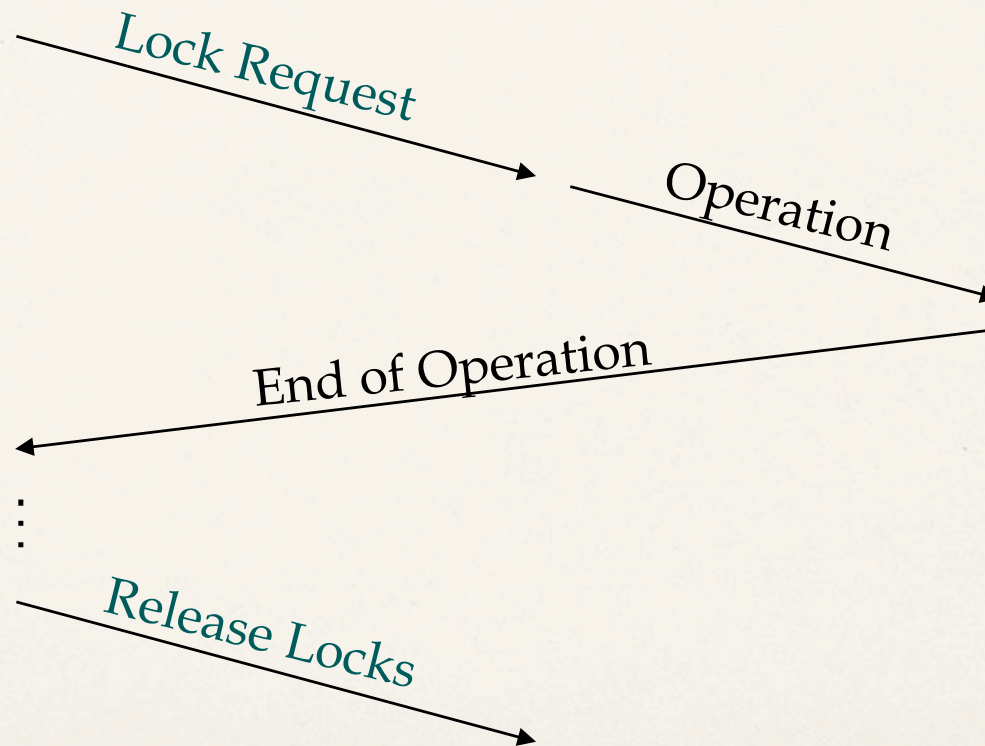 Lock Request
Operation
End of Operation
⋮
Release Locks